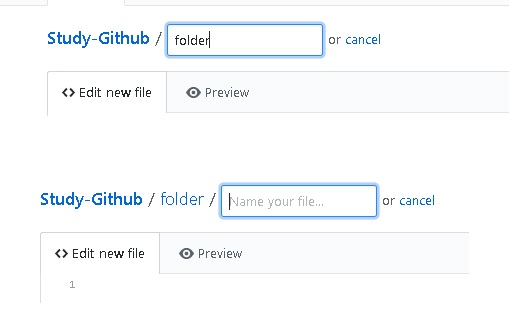 Study-Github / folder or cancel
<> Edit new file Preview
Study-Github / folder / Name your file... or cancel
<> Edit new file Preview
1